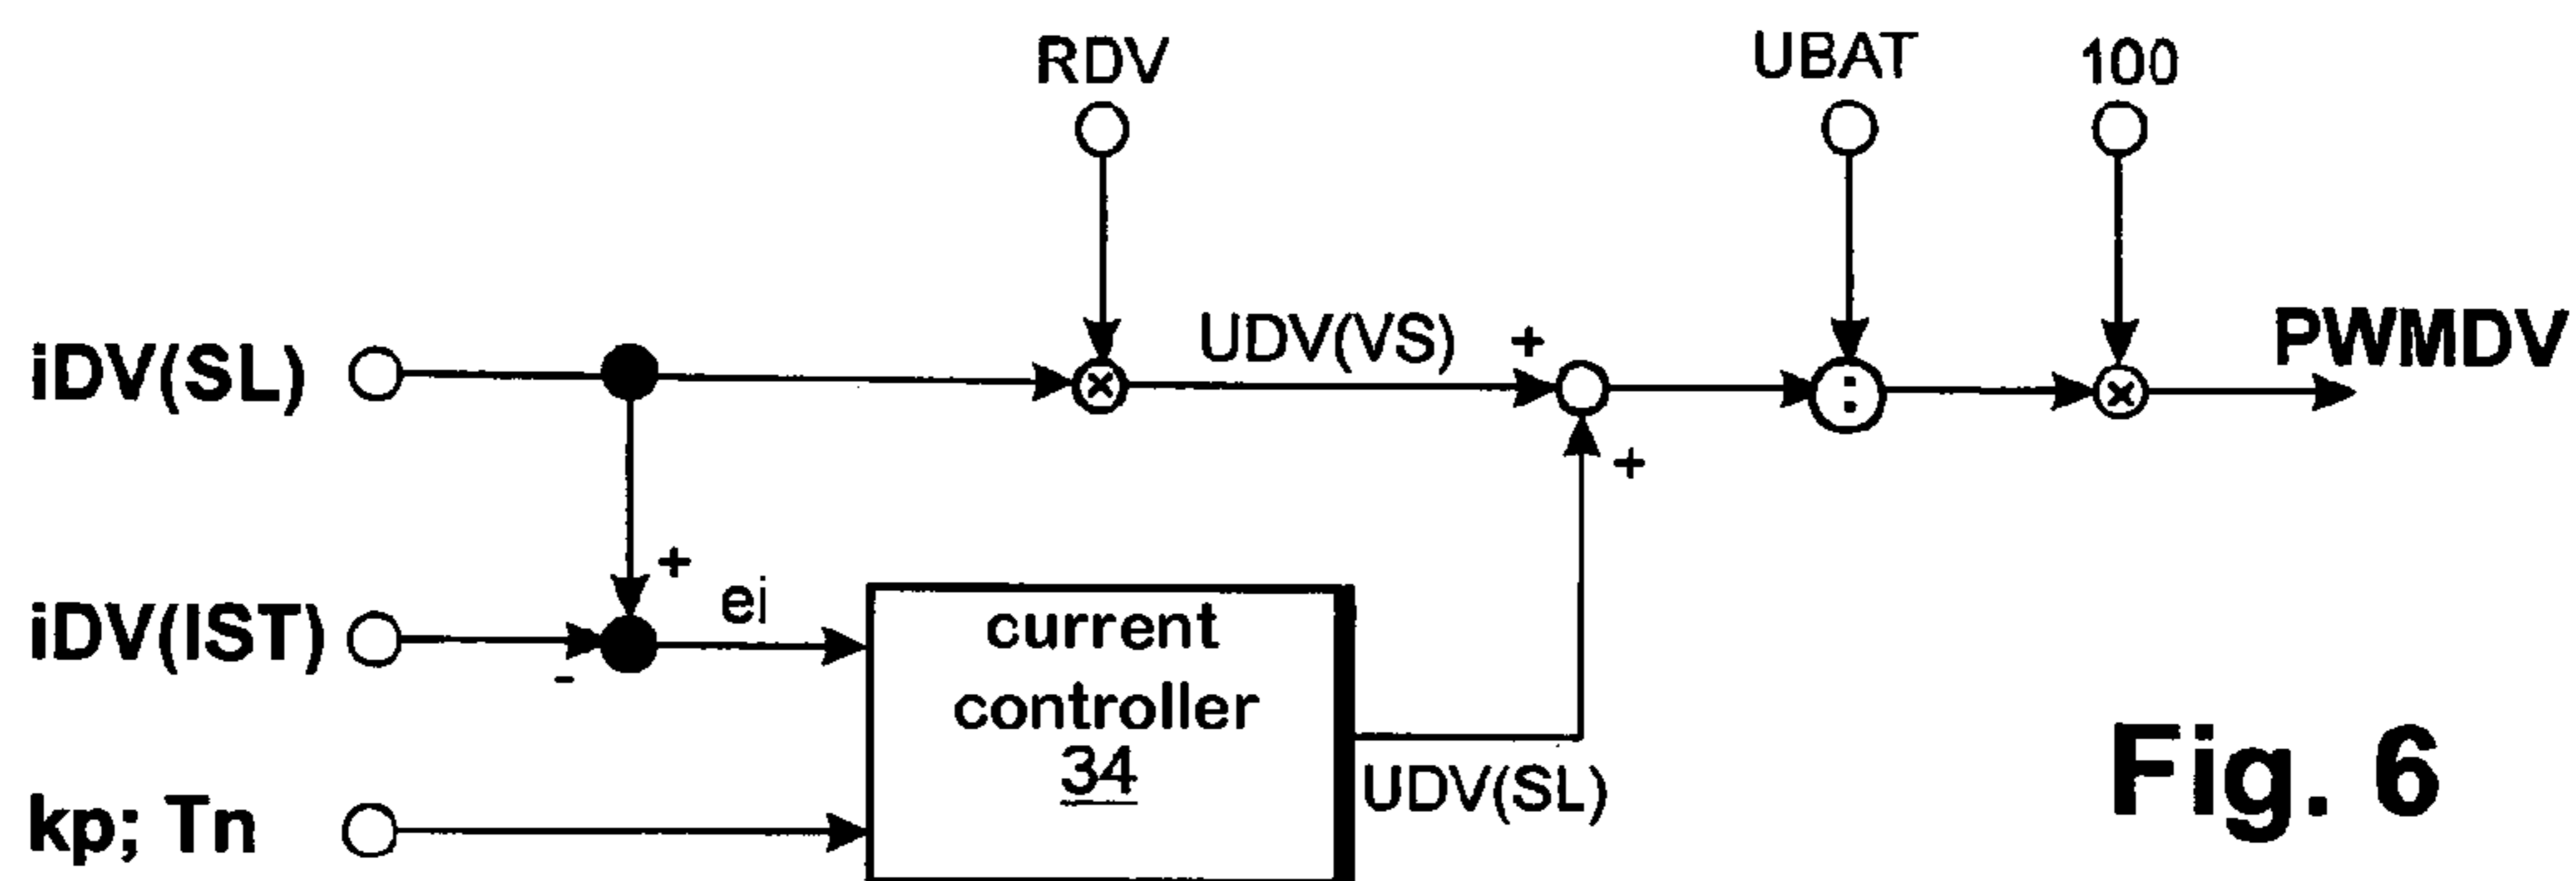 RDV
UBAT
100
iDV(SL)
UDV(VS)
+
PWMDV
+
+
iDV(IST)
-
ei
current
controller
34
UDV(SL)
kp; Tn
Fig. 6